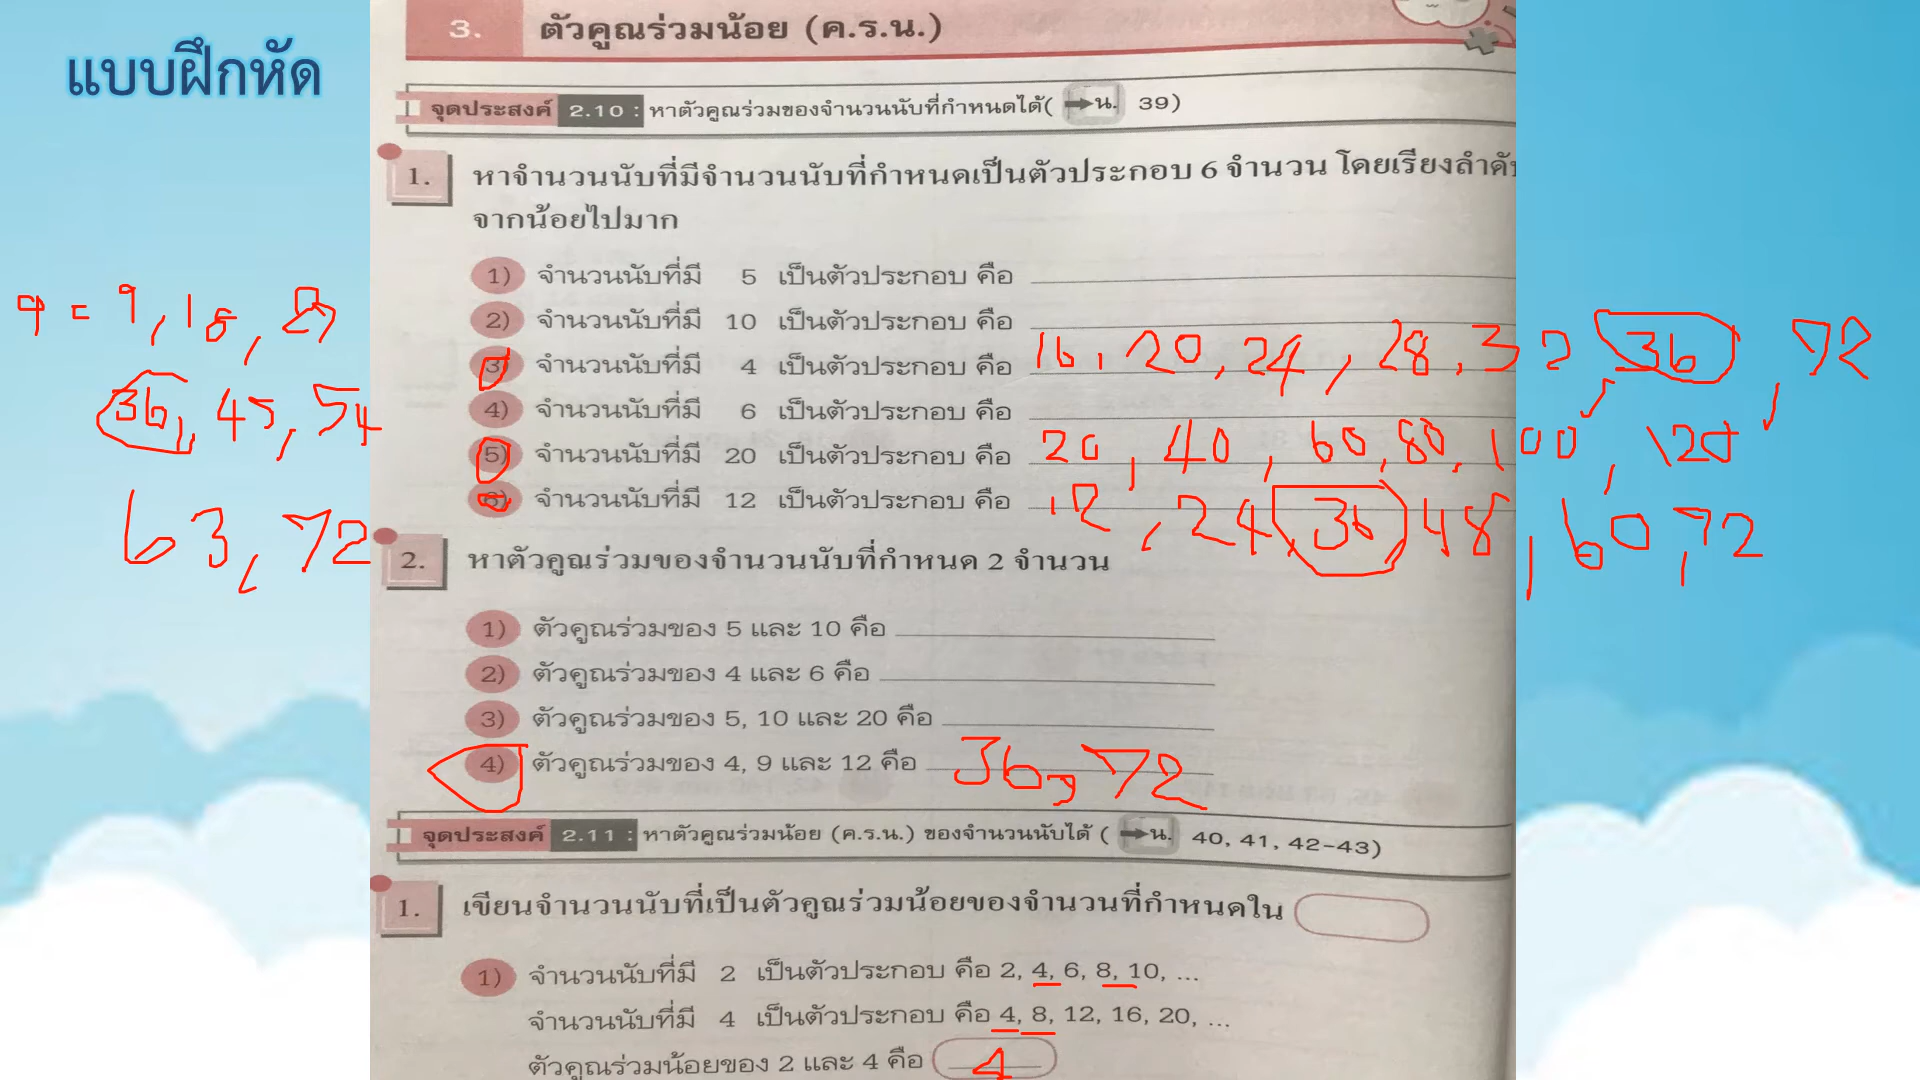 แบบฝึกหัด
3. ตัวคูณร่วมน้อย (ค.ร.น.)
จุดประสงค์ 2.10 : หาตัวคูณร่วมของจำนวนนับที่กำหนดได้( ➡น. 39)
1. หาจำนวนนับที่มีจำนวนนับที่กำหนดเป็นตัวประกอบ 6 จำนวน โดยเรียงลำดับ
จากน้อยไปมาก
1) จำนวนนับที่มี 5 เป็นตัวประกอบ คือ
2) จำนวนนับที่มี 10 เป็นตัวประกอบ คือ
3) จำนวนนับที่มี 4 เป็นตัวประกอบ คือ 16, 20, 24, 28, 32, 36, 72
4) จำนวนนับที่มี 6 เป็นตัวประกอบ คือ
5) จำนวนนับที่มี 20 เป็นตัวประกอบ คือ 20, 40, 60, 80, 100, 120
6) จำนวนนับที่มี 12 เป็นตัวประกอบ คือ 12, 24, 36 48, 60, 72
9 = 9, 18, 27
36, 45, 54
63, 72
2. หาตัวคูณร่วมของจำนวนนับที่กำหนด 2 จำนวน
1) ตัวคูณร่วมของ 5 และ 10 คือ
2) ตัวคูณร่วมของ 4 และ 6 คือ
3) ตัวคูณร่วมของ 5, 10 และ 20 คือ
4) ตัวคูณร่วมของ 4, 9 และ 12 คือ 36, 72
จุดประสงค์ 2.11 : หาตัวคูณร่วมน้อย (ค.ร.น.) ของจำนวนนับได้ ( ➡น. 40, 41, 42-43)
1. เขียนจำนวนนับที่เป็นตัวคูณร่วมน้อยของจำนวนที่กำหนดใน
1) จำนวนนับที่มี 2 เป็นตัวประกอบ คือ 2, 4, 6, 8, 10, ...
จำนวนนับที่มี 4 เป็นตัวประกอบ คือ 4, 8, 12, 16, 20, ...
ตัวคูณร่วมน้อยของ 2 และ 4 คือ 4